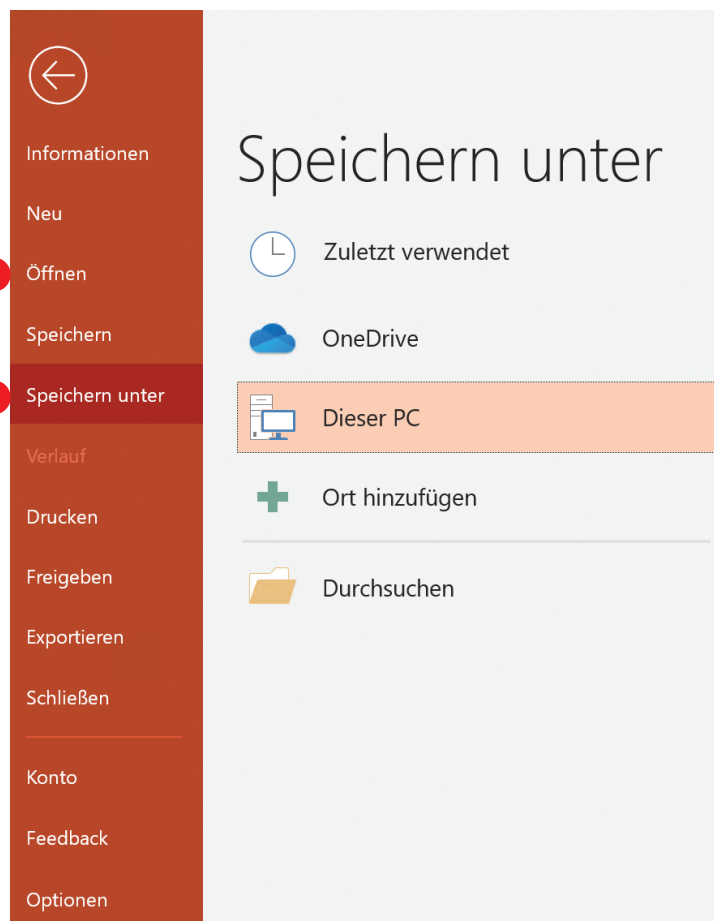 Informationen
Neu
Öffnen
Speichern
Speichern unter
Verlauf
Drucken
Freigeben
Exportieren
Schließen
Konto
Feedback
Optionen
Speichern unter
Zuletzt verwendet
OneDrive
Dieser PC
Ort hinzufügen
Durchsuchen